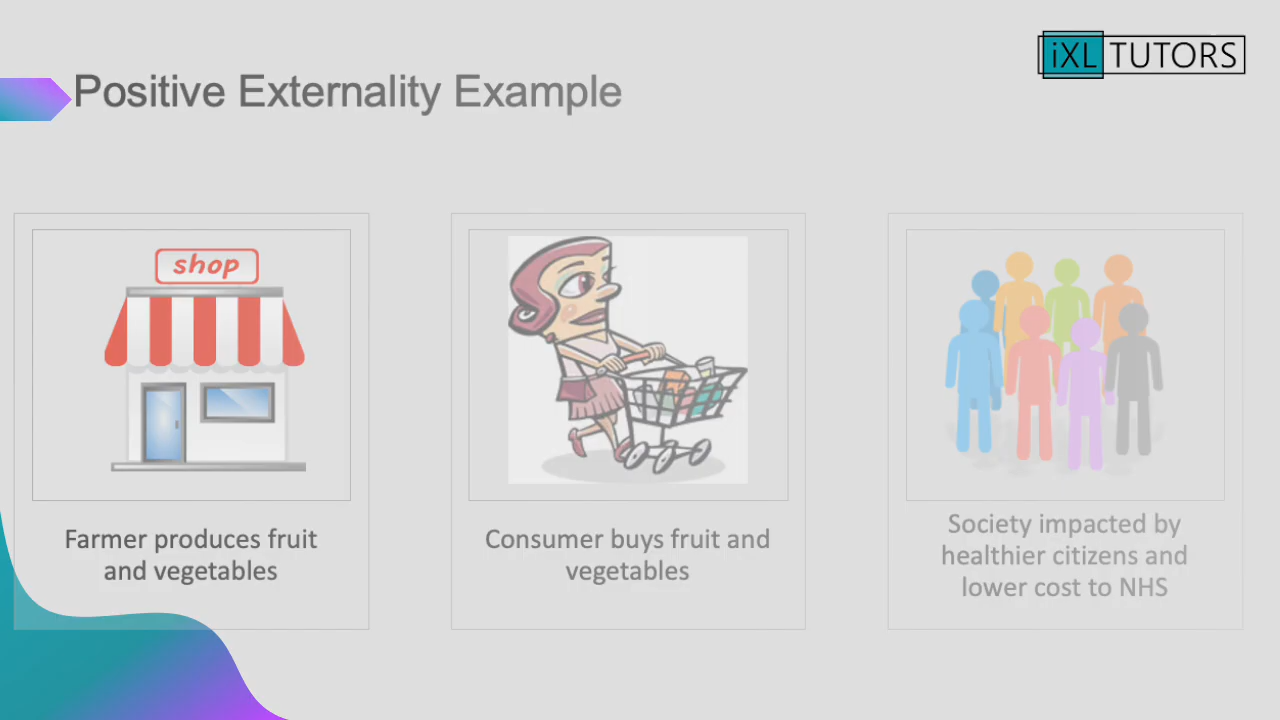 iXL TUTORS
Positive Externality Example
shop
Farmer produces fruit
and vegetables
Consumer buys fruit and
vegetables
Society impacted by
healthier citizens and
lower cost to NHS